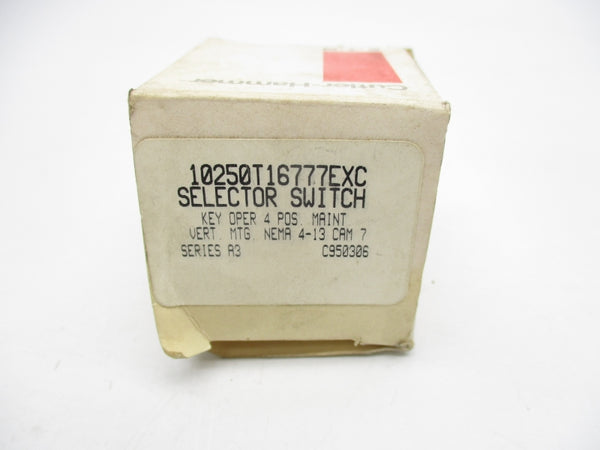 Cutler-Hammer
10250T16777EXC
SELECTOR SWITCH
KEY OPER 4 POS. MAINT
VERT. MTG. NEMA 4-13 CAM 7
SERIES A3 C950306